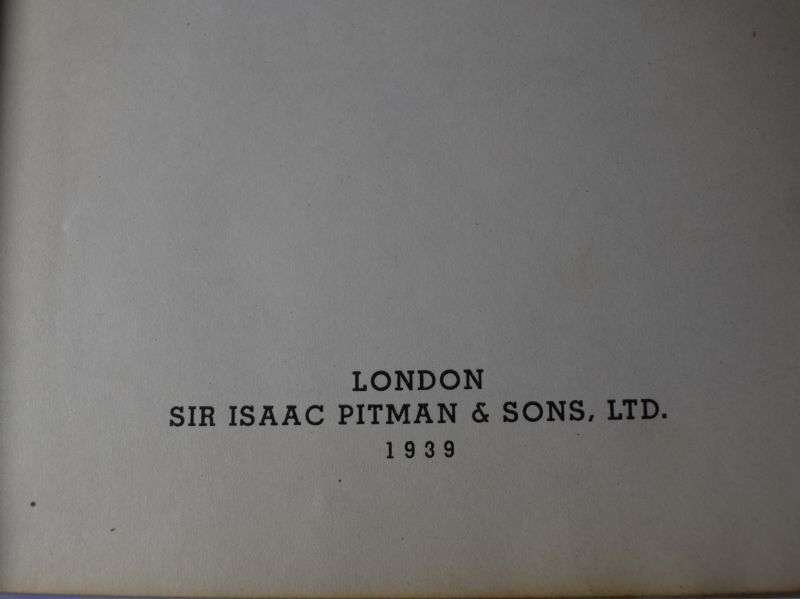 LONDON
SIR ISAAC PITMAN & SONS, LTD.
1939